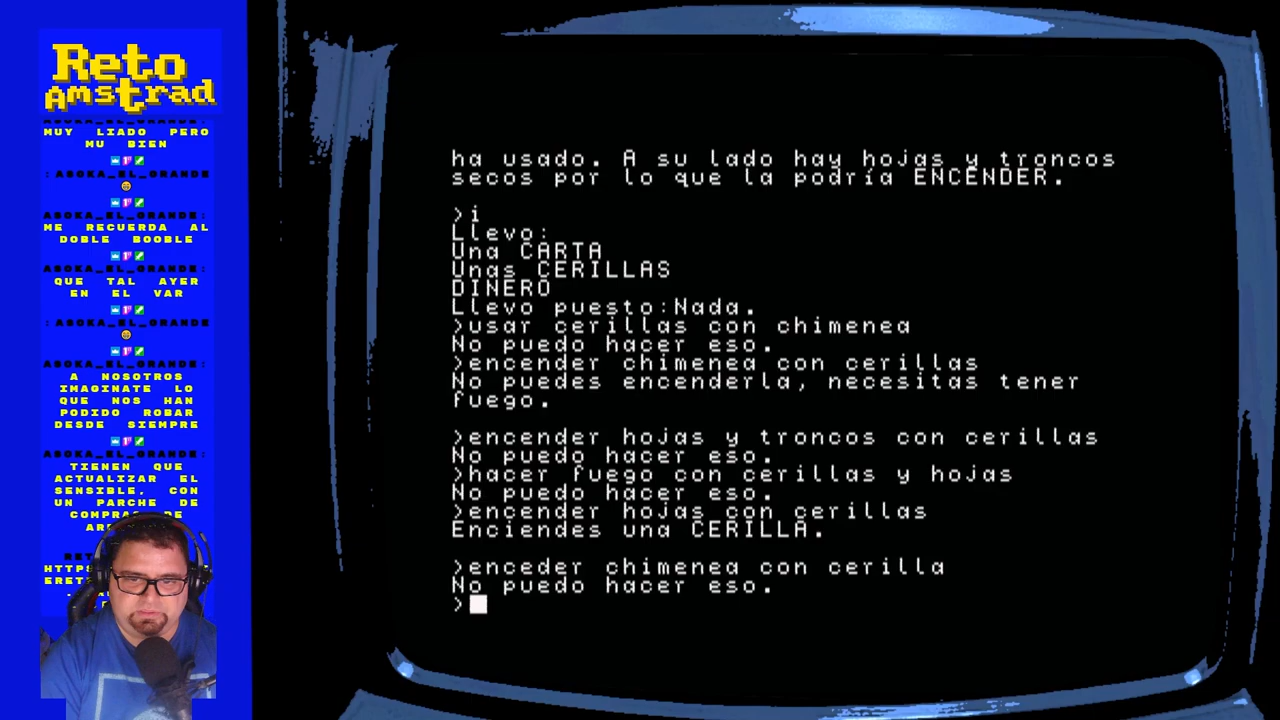 Reto
Amstrad
MUY LIADO PERO
MU BIEN
: ASOKA_EL_GRANDE
ASOKA_EL_GRANDE:
ME RECUERDA AL
DOBLE BOOBLE
ASOKA_EL_GRANDE:
QUE TAL AYER
EN EL VAR
: ASOKA_EL_GRANDE
ASOKA_EL_GRANDE:
A NOSOTROS
IMAGINATE LO
QUE NOS HAN
PODIDO ROBAR
DESDE SIEMPRE
ASOKA_EL_GRANDE:
TIENEN QUE
ACTUALIZAR EL
SENSIBLE, CON
UN PARCHE DE
COMPRAS DE
ha usado. A su lado hay hojas y troncos
secos por lo que la podría ENCENDER.
>i
Llevo:
Una CARTA
Unas CERILLAS
DINERO
Llevo puesto:Nada.
>usar cerillas con chimenea
No puedo hacer eso.
>encender chimenea con cerillas
No puedes encenderla, necesitas tener
fuego.
>encender hojas y troncos con cerillas
No puedo hacer eso.
>hacer fuego con cerillas y hojas
No puedo hacer eso.
>encender hojas con cerillas
Enciendes una CERILLA.
>enceder chimenea con cerilla
No puedo hacer eso.
>